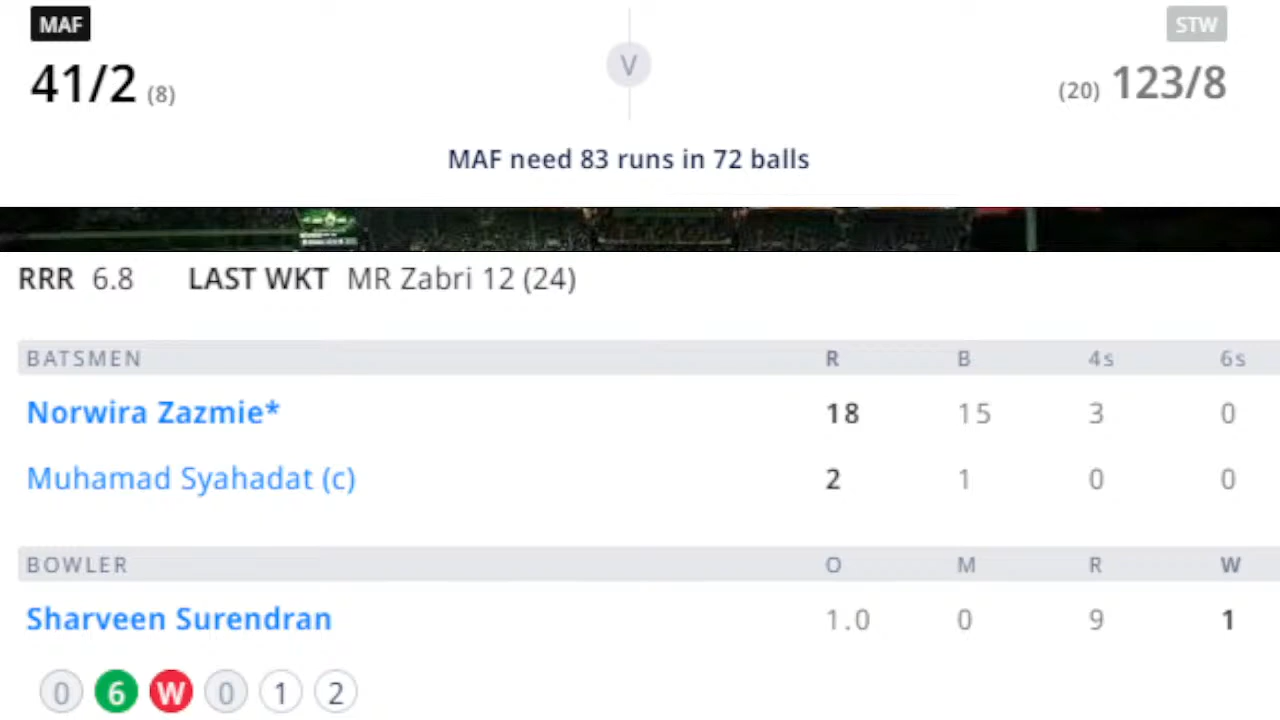 MAF STW
41/2 (8) V (20) 123/8
MAF need 83 runs in 72 balls
RRR 6.8 LAST WKT MR Zabri 12 (24)
BATSMEN R B 4s 6s
Norwira Zazmie* 18 15 3 0
Muhamad Syahadat (c) 2 1 0 0
BOWLER O M R W
Sharveen Surendran 1.0 0 9 1
0 6 W 0 1 2